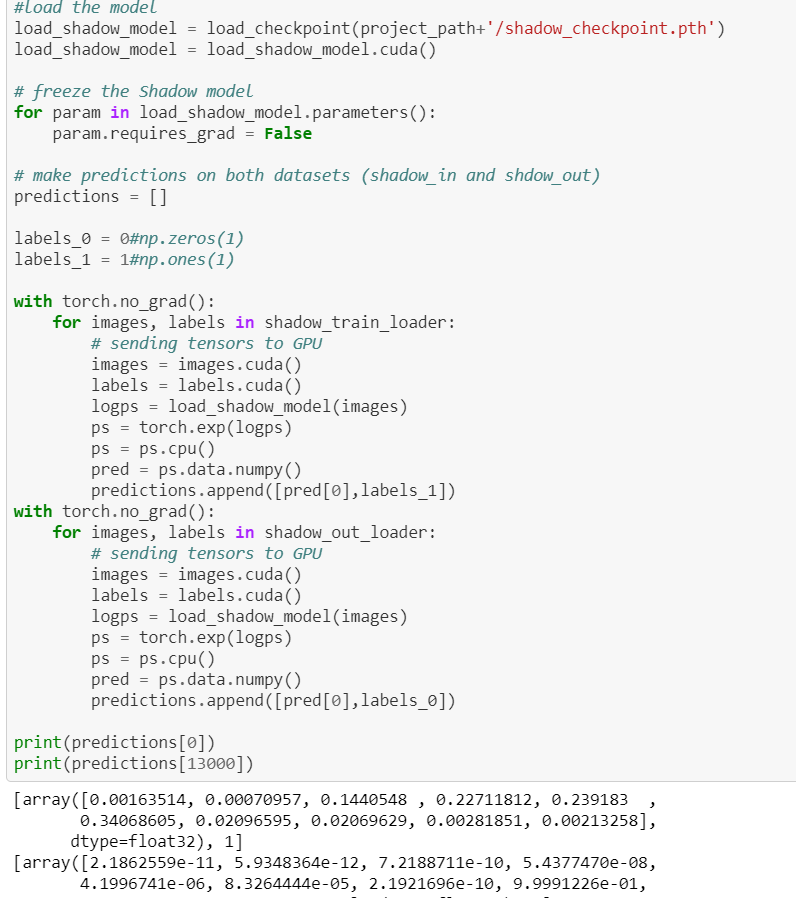 #load the model
load_shadow_model = load_checkpoint(project_path+'/shadow_checkpoint.pth')
load_shadow_model = load_shadow_model.cuda()

# freeze the Shadow model
for param in load_shadow_model.parameters():
    param.requires_grad = False

# make predictions on both datasets (shadow_in and shdow_out)
predictions = []

labels_0 = 0#np.zeros(1)
labels_1 = 1#np.ones(1)

with torch.no_grad():
    for images, labels in shadow_train_loader:
        # sending tensors to GPU
        images = images.cuda()
        labels = labels.cuda()
        logps = load_shadow_model(images)
        ps = torch.exp(logps)
        ps = ps.cpu()
        pred = ps.data.numpy()
        predictions.append([pred[0],labels_1])
with torch.no_grad():
    for images, labels in shadow_out_loader:
        # sending tensors to GPU
        images = images.cuda()
        labels = labels.cuda()
        logps = load_shadow_model(images)
        ps = torch.exp(logps)
        ps = ps.cpu()
        pred = ps.data.numpy()
        predictions.append([pred[0],labels_0])

print(predictions[0])
print(predictions[13000])
[array([0.00163514, 0.00070957, 0.1440548 , 0.22711812, 0.239183  ,
       0.34068605, 0.02096595, 0.02069629, 0.00281851, 0.00213258],
      dtype=float32), 1]
[array([2.1862559e-11, 5.9348364e-12, 7.2188711e-10, 5.4377470e-08,
       4.1996741e-06, 8.3264444e-05, 2.1921696e-10, 9.9991226e-01,